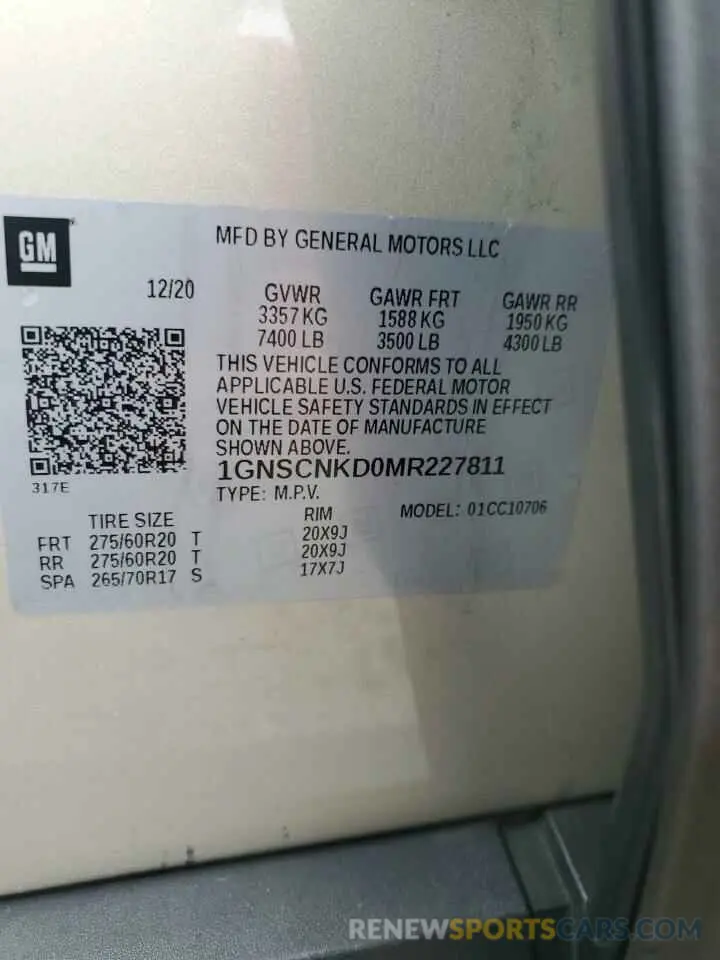 GM
MFD BY GENERAL MOTORS LLC
12/20
GVWR GAWR FRT GAWR RR
3357 KG 1588 KG 1950 KG
7400 LB 3500 LB 4300 LB
THIS VEHICLE CONFORMS TO ALL
APPLICABLE U.S. FEDERAL MOTOR
VEHICLE SAFETY STANDARDS IN EFFECT
ON THE DATE OF MANUFACTURE
SHOWN ABOVE.
1GNSCNKD0MR227811
317E
TYPE: M.P.V.
MODEL: 01CC10706
TIRE SIZE RIM
FRT 275/60R20 T 20X9J
RR 275/60R20 T 20X9J
SPA 265/70R17 S 17X7J
RENEWSPORTSCARS.COM